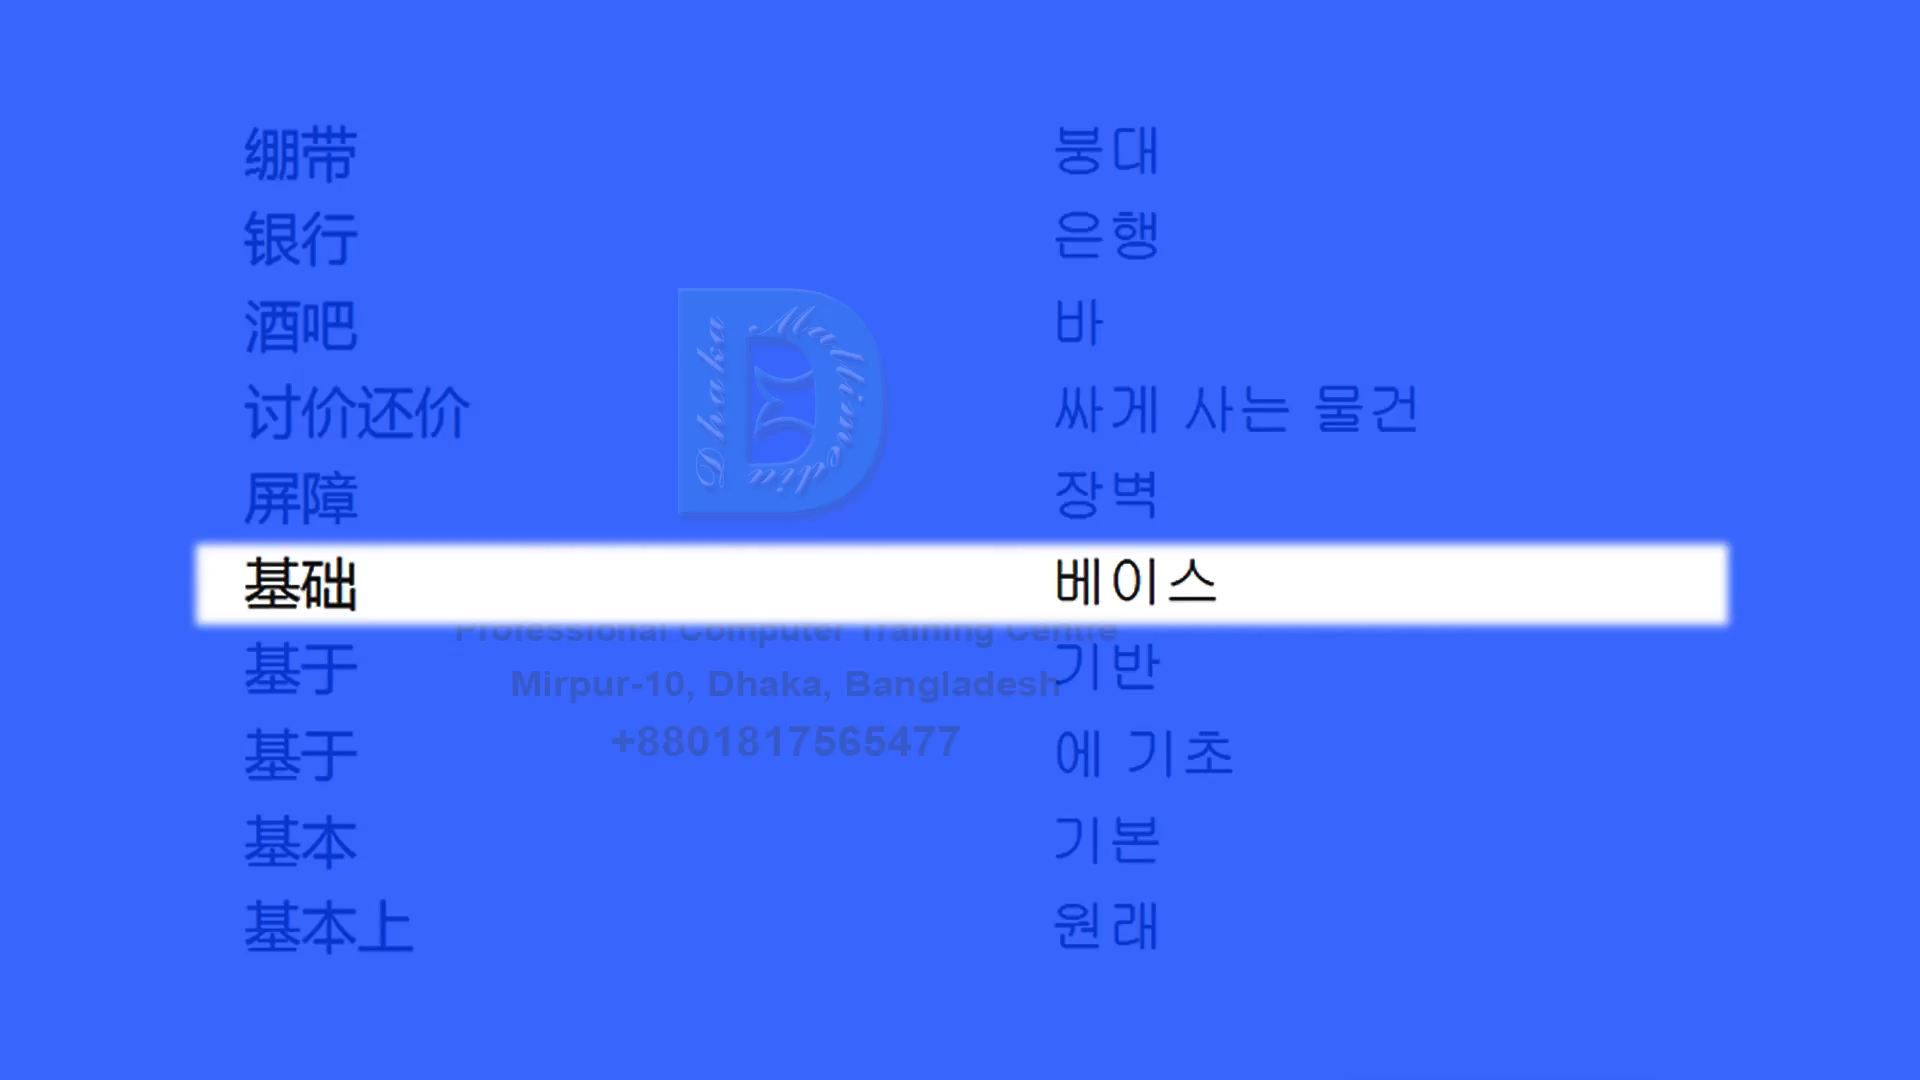 绷带 붕대
银行 은행
酒吧 바
Dhaka Multimedia
讨价还价 싸게 사는 물건
屏障 장벽
基础 베이스
Professional Computer Training Centre
基于 기반
Mirpur-10, Dhaka, Bangladesh
基于 에 기초
+8801817565477
基本 기본
基本上 원래